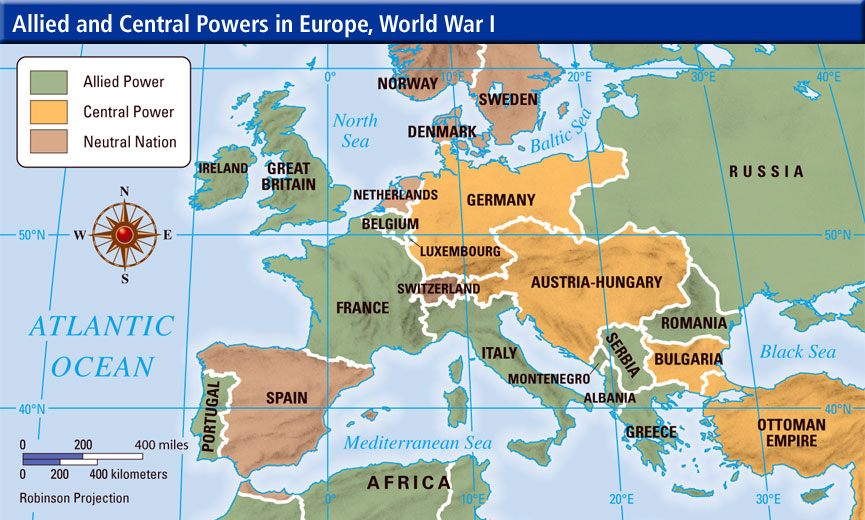 Allied and Central Powers in Europe, World War I
Allied Power
Central Power
Neutral Nation
0°
10°E
20°E
30°E
40°E
NORWAY
SWEDEN
North
Sea
DENMARK
Baltic Sea
IRELAND
GREAT
BRITAIN
RUSSIA
NETHERLANDS
GERMANY
N
W
E
S
50°N
50°N
BELGIUM
LUXEMBOURG
AUSTRIA-HUNGARY
SWITZERLAND
FRANCE
ATLANTIC
OCEAN
ROMANIA
ITALY
SERBIA
BULGARIA
Black Sea
MONTENEGRO
ALBANIA
SPAIN
PORTUGAL
40°N
40°N
GREECE
OTTOMAN
EMPIRE
Mediterranean Sea
0 200 400 miles
0 200 400 kilometers
Robinson Projection
AFRICA
0°
10°E
20°E
30°E